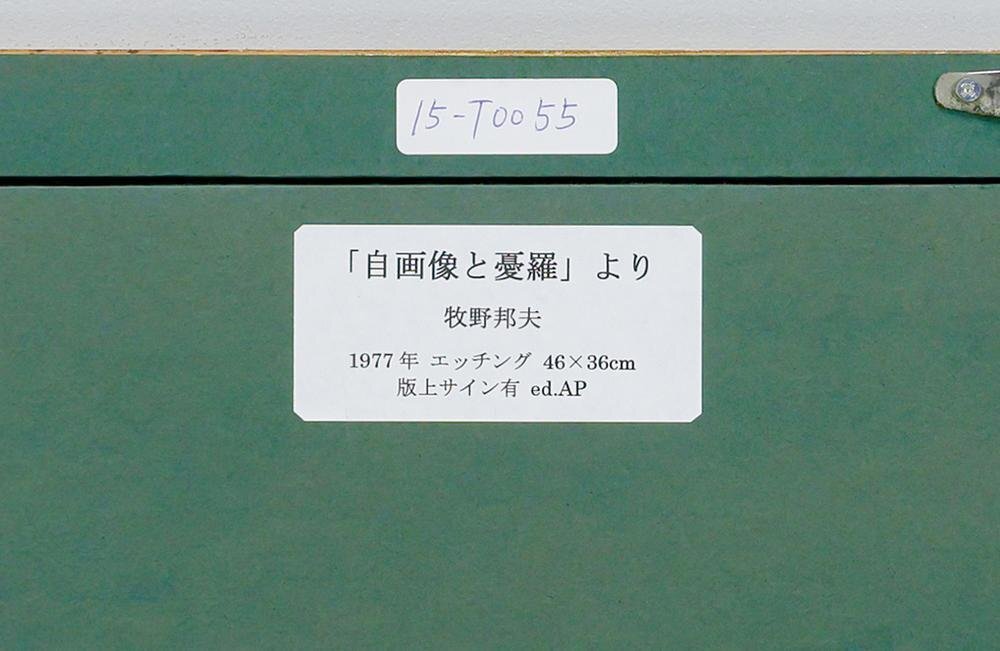 15-T0055
「自画像と憂羅」より
牧野邦夫
1977年 エッチング 46×36cm
版上サイン有 ed.AP